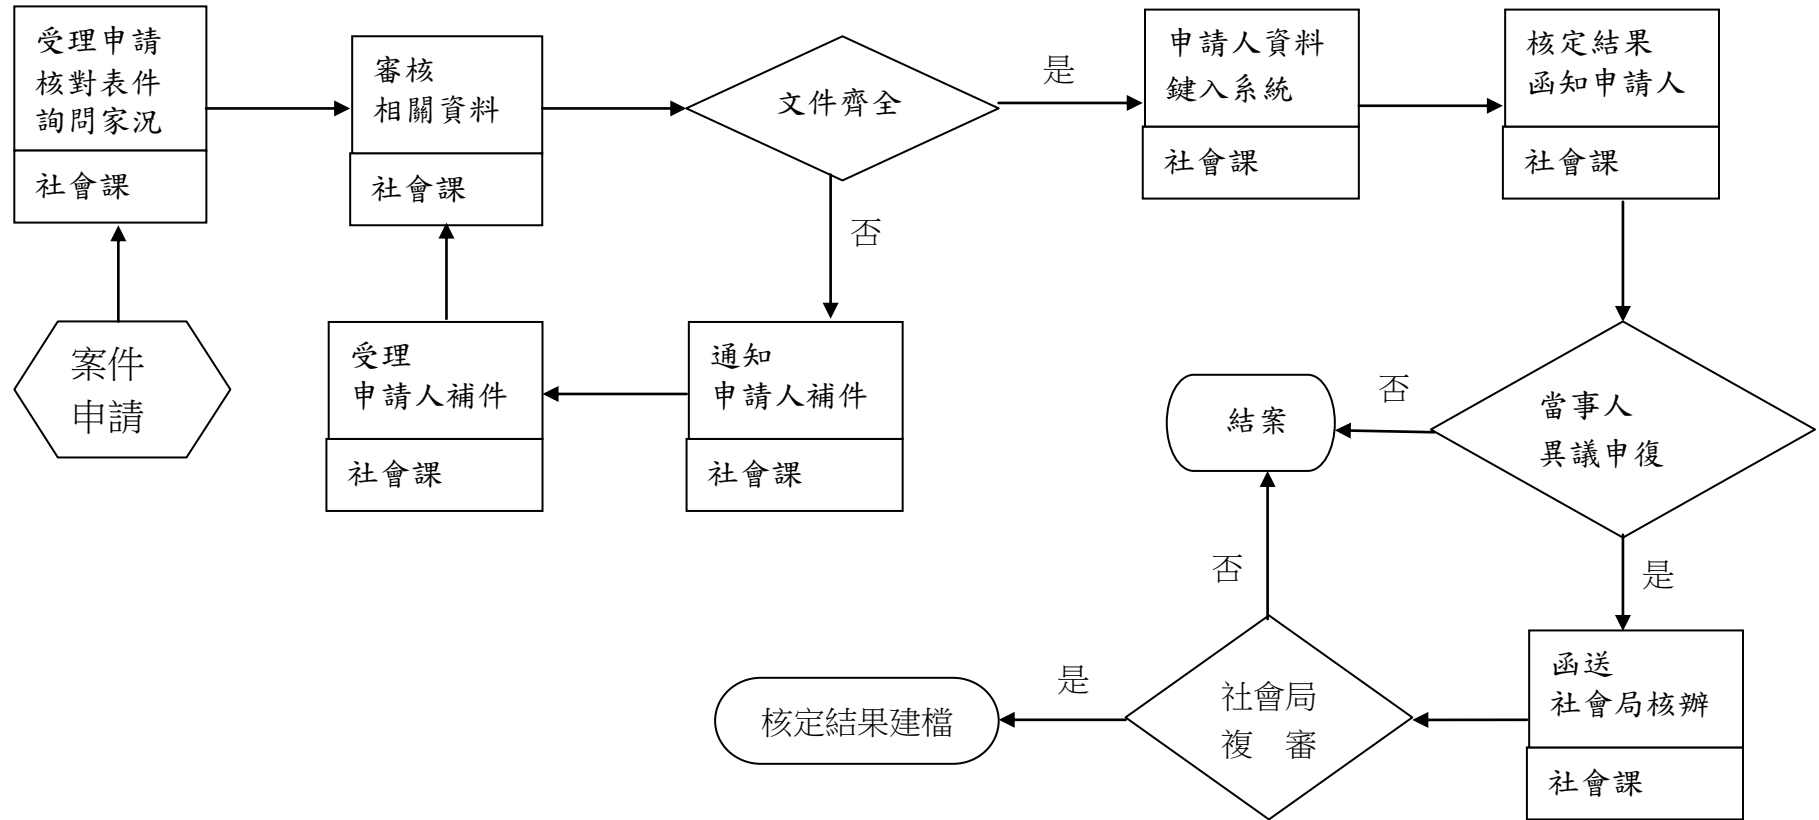 受理申請
核對表件
詢問家況
社會課
審核
相關資料
社會課
文件齊全
是
申請人資料
鍵入系統
社會課
核定結果
函知申請人
社會課
否
案件
申請
受理
申請人補件
社會課
通知
申請人補件
社會課
結案
否
當事人
異議申復
否
是
核定結果建檔
是
社會局
複　審
函送
社會局核辦
社會課